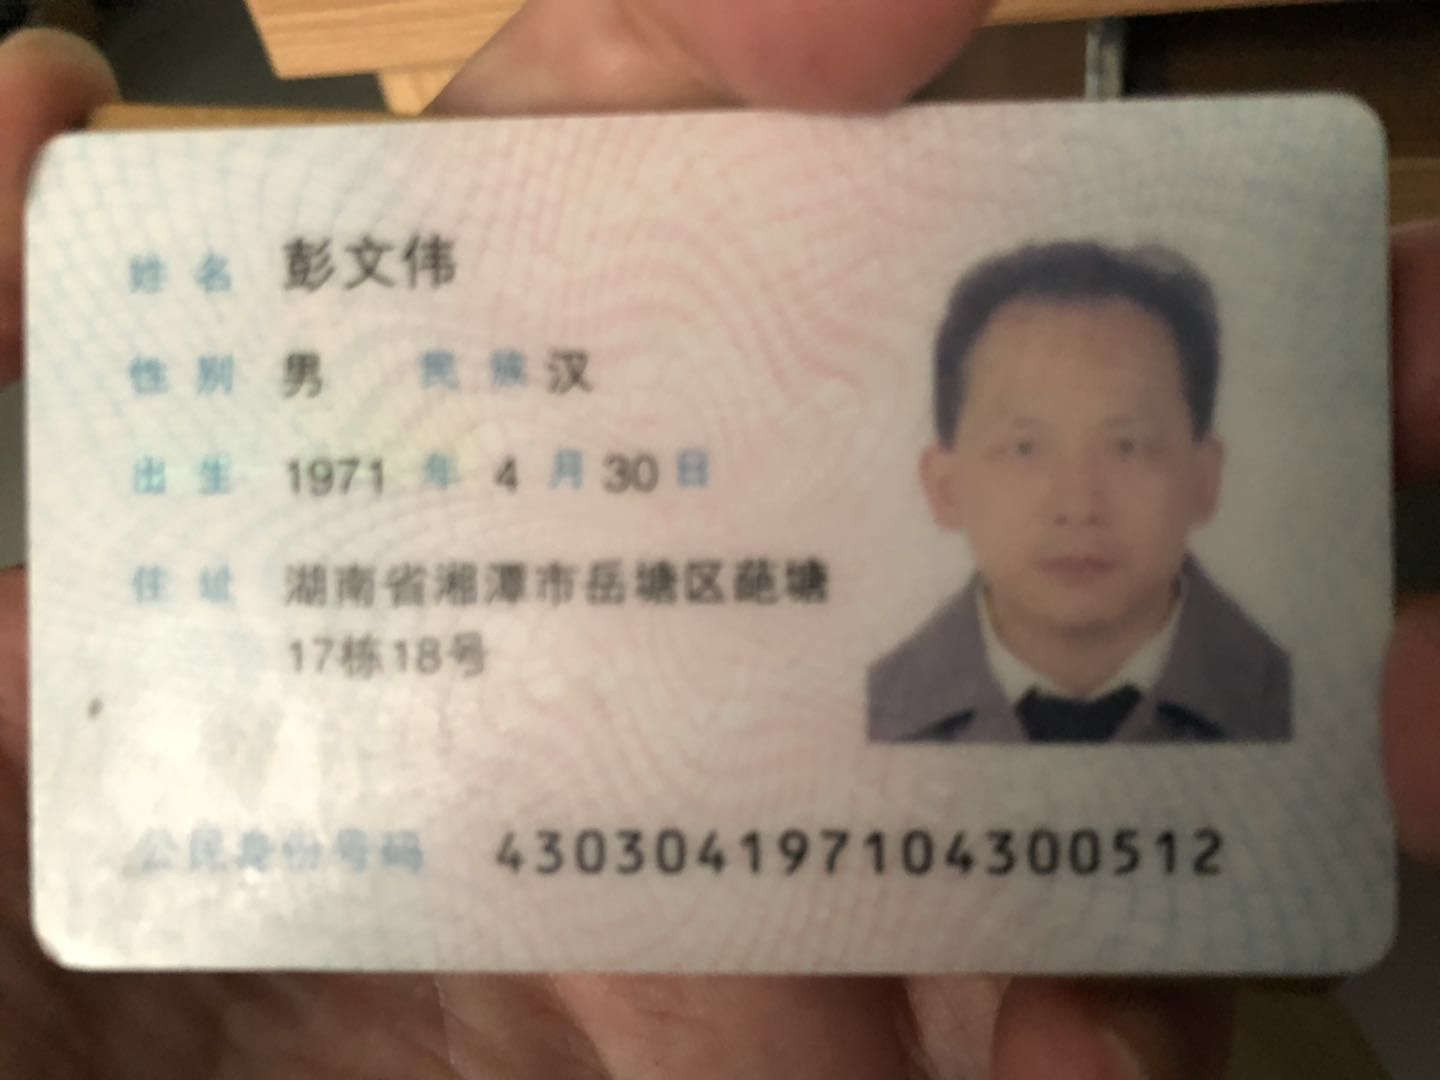 姓名 彭文伟
性别 男 民族 汉
出生 1971 年 4 月 30 日
住址 湖南省湘潭市岳塘区葩塘
17栋18号
公民身份号码 430304197104300512